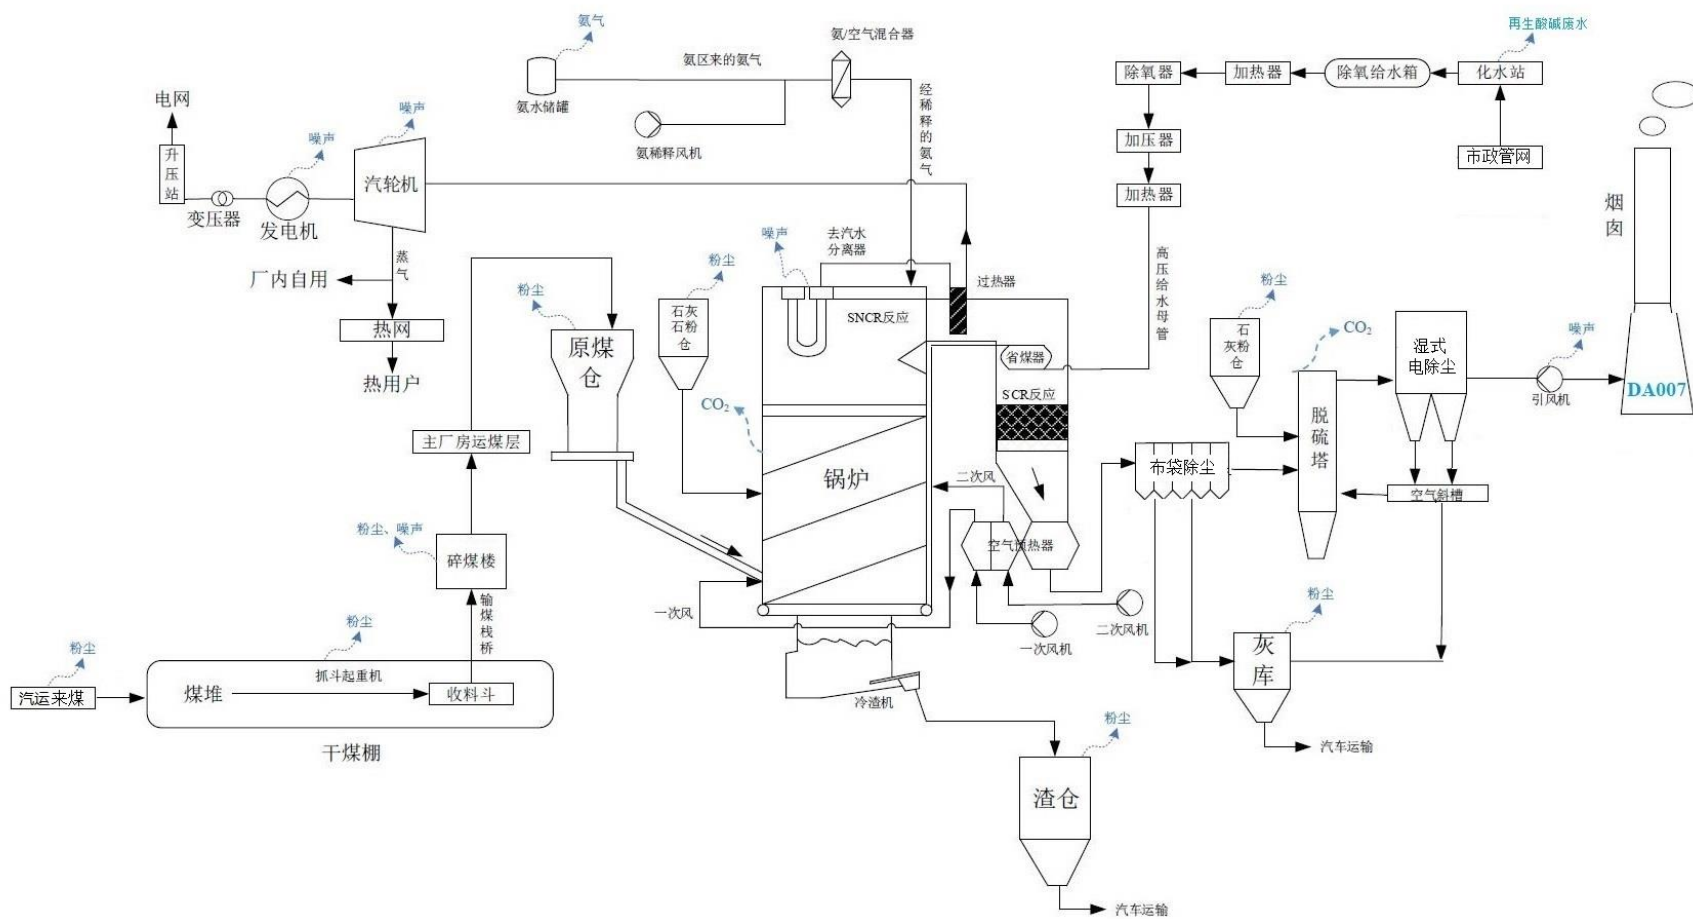 氨气
再生酸碱废水
氨/空气混合器
氨区来的氨气
氨水储罐
氨稀释风机
经稀释的氨气
除氧器
加热器
除氧给水箱
化水站
市政管网
加压器
加热器
高压给水母管
电网
升压站
变压器
噪声
发电机
噪声
汽轮机
蒸气
厂内自用
热网
热用户
粉尘
原煤仓
粉尘
石灰石粉仓
噪声
去汽水
分离器
过热器
SNCR反应
省煤器
SCR反应
CO₂
锅炉
二次风
空气预热器
一次风
一次风机
二次风机
冷渣机
主厂房运煤层
粉尘、噪声
碎煤楼
输煤栈桥
粉尘
汽运来煤
粉尘
煤堆
抓斗起重机
收料斗
干煤棚
粉尘
渣仓
汽车运输
布袋除尘
粉尘
石灰粉仓
CO₂
脱硫塔
湿式
电除尘
空气斜槽
噪声
引风机
烟囱
DA007
粉尘
灰库
汽车运输